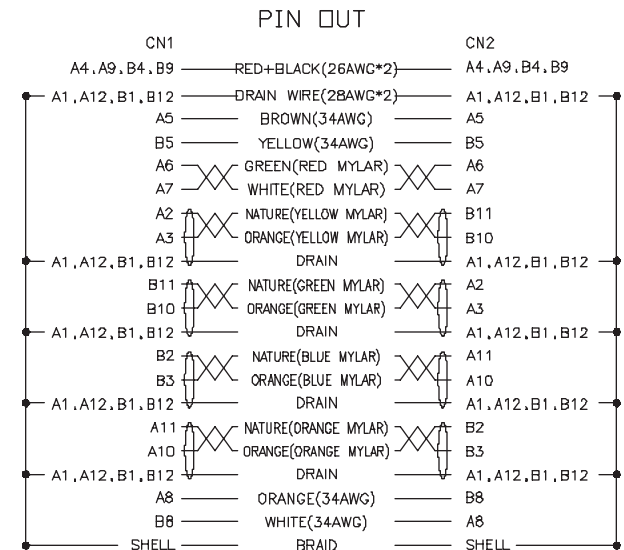 PIN OUT
CN1 CN2
A4,A9,B4,B9 RED+BLACK(26AWG*2) A4,A9,B4,B9
A1,A12,B1,B12 DRAIN WIRE(28AWG*2) A1,A12,B1,B12
A5 BROWN(34AWG) A5
B5 YELLOW(34AWG) B5
A6 GREEN(RED MYLAR) A6
A7 WHITE(RED MYLAR) A7
A2 NATURE(YELLOW MYLAR) B11
A3 ORANGE(YELLOW MYLAR) B10
A1,A12,B1,B12 DRAIN A1,A12,B1,B12
B11 NATURE(GREEN MYLAR) A2
B10 ORANGE(GREEN MYLAR) A3
A1,A12,B1,B12 DRAIN A1,A12,B1,B12
B2 NATURE(BLUE MYLAR) A11
B3 ORANGE(BLUE MYLAR) A10
A1,A12,B1,B12 DRAIN A1,A12,B1,B12
A11 NATURE(ORANGE MYLAR) B2
A10 ORANGE(ORANGE MYLAR) B3
A1,A12,B1,B12 DRAIN A1,A12,B1,B12
A8 ORANGE(34AWG) B8
B8 WHITE(34AWG) A8
SHELL BRAID SHELL